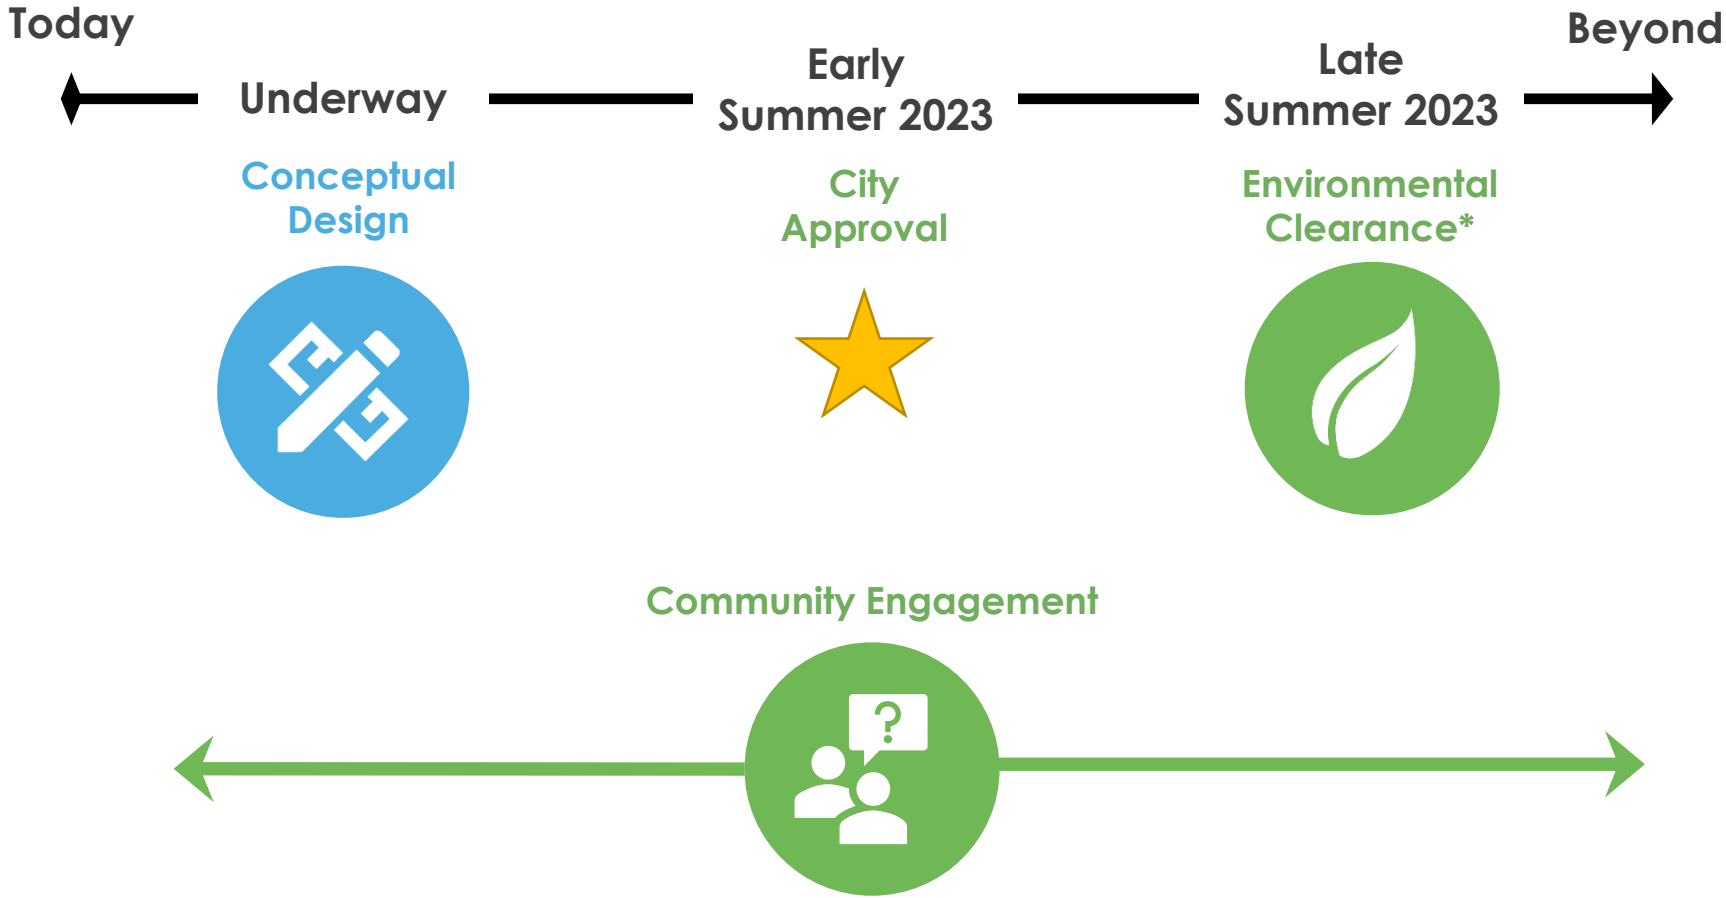 Today
Beyond
Underway
Early
Summer 2023
Late
Summer 2023
Conceptual
Design
City
Approval
Environmental
Clearance*
Community Engagement
?